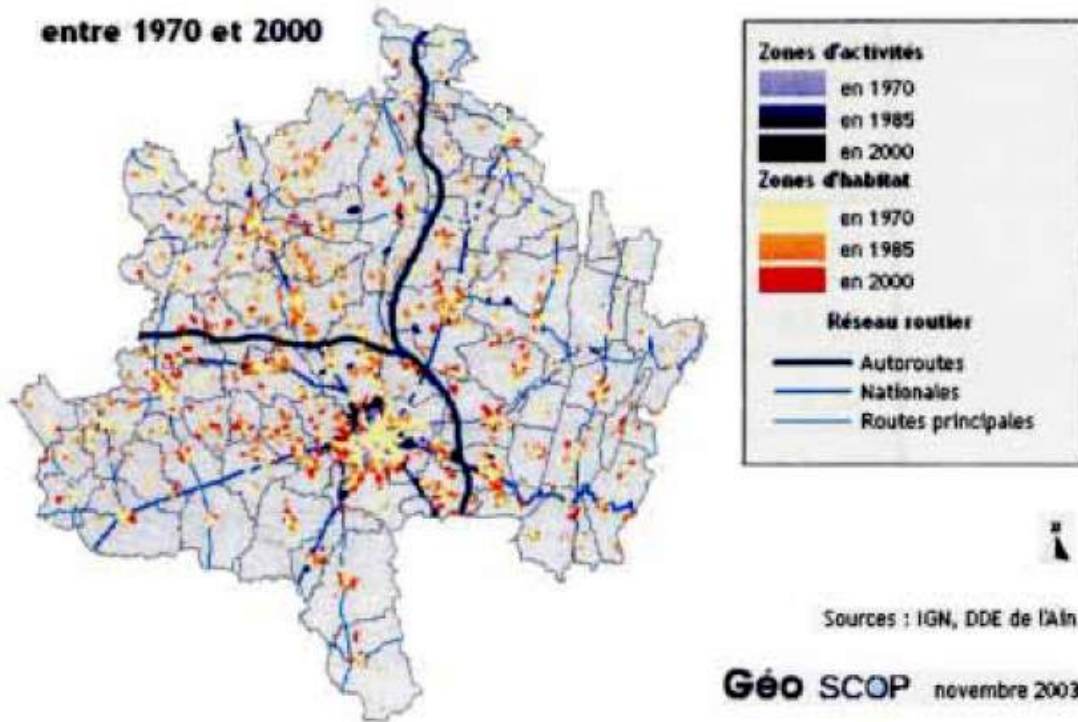 entre 1970 et 2000
Zones d'activités
en 1970
en 1985
en 2000
Zones d'habitat
en 1970
en 1985
en 2000
Réseau routier
Autoroutes
Nationales
Routes principales
Sources : IGN, DDE de l'Ain
Géo SCOP novembre 2003